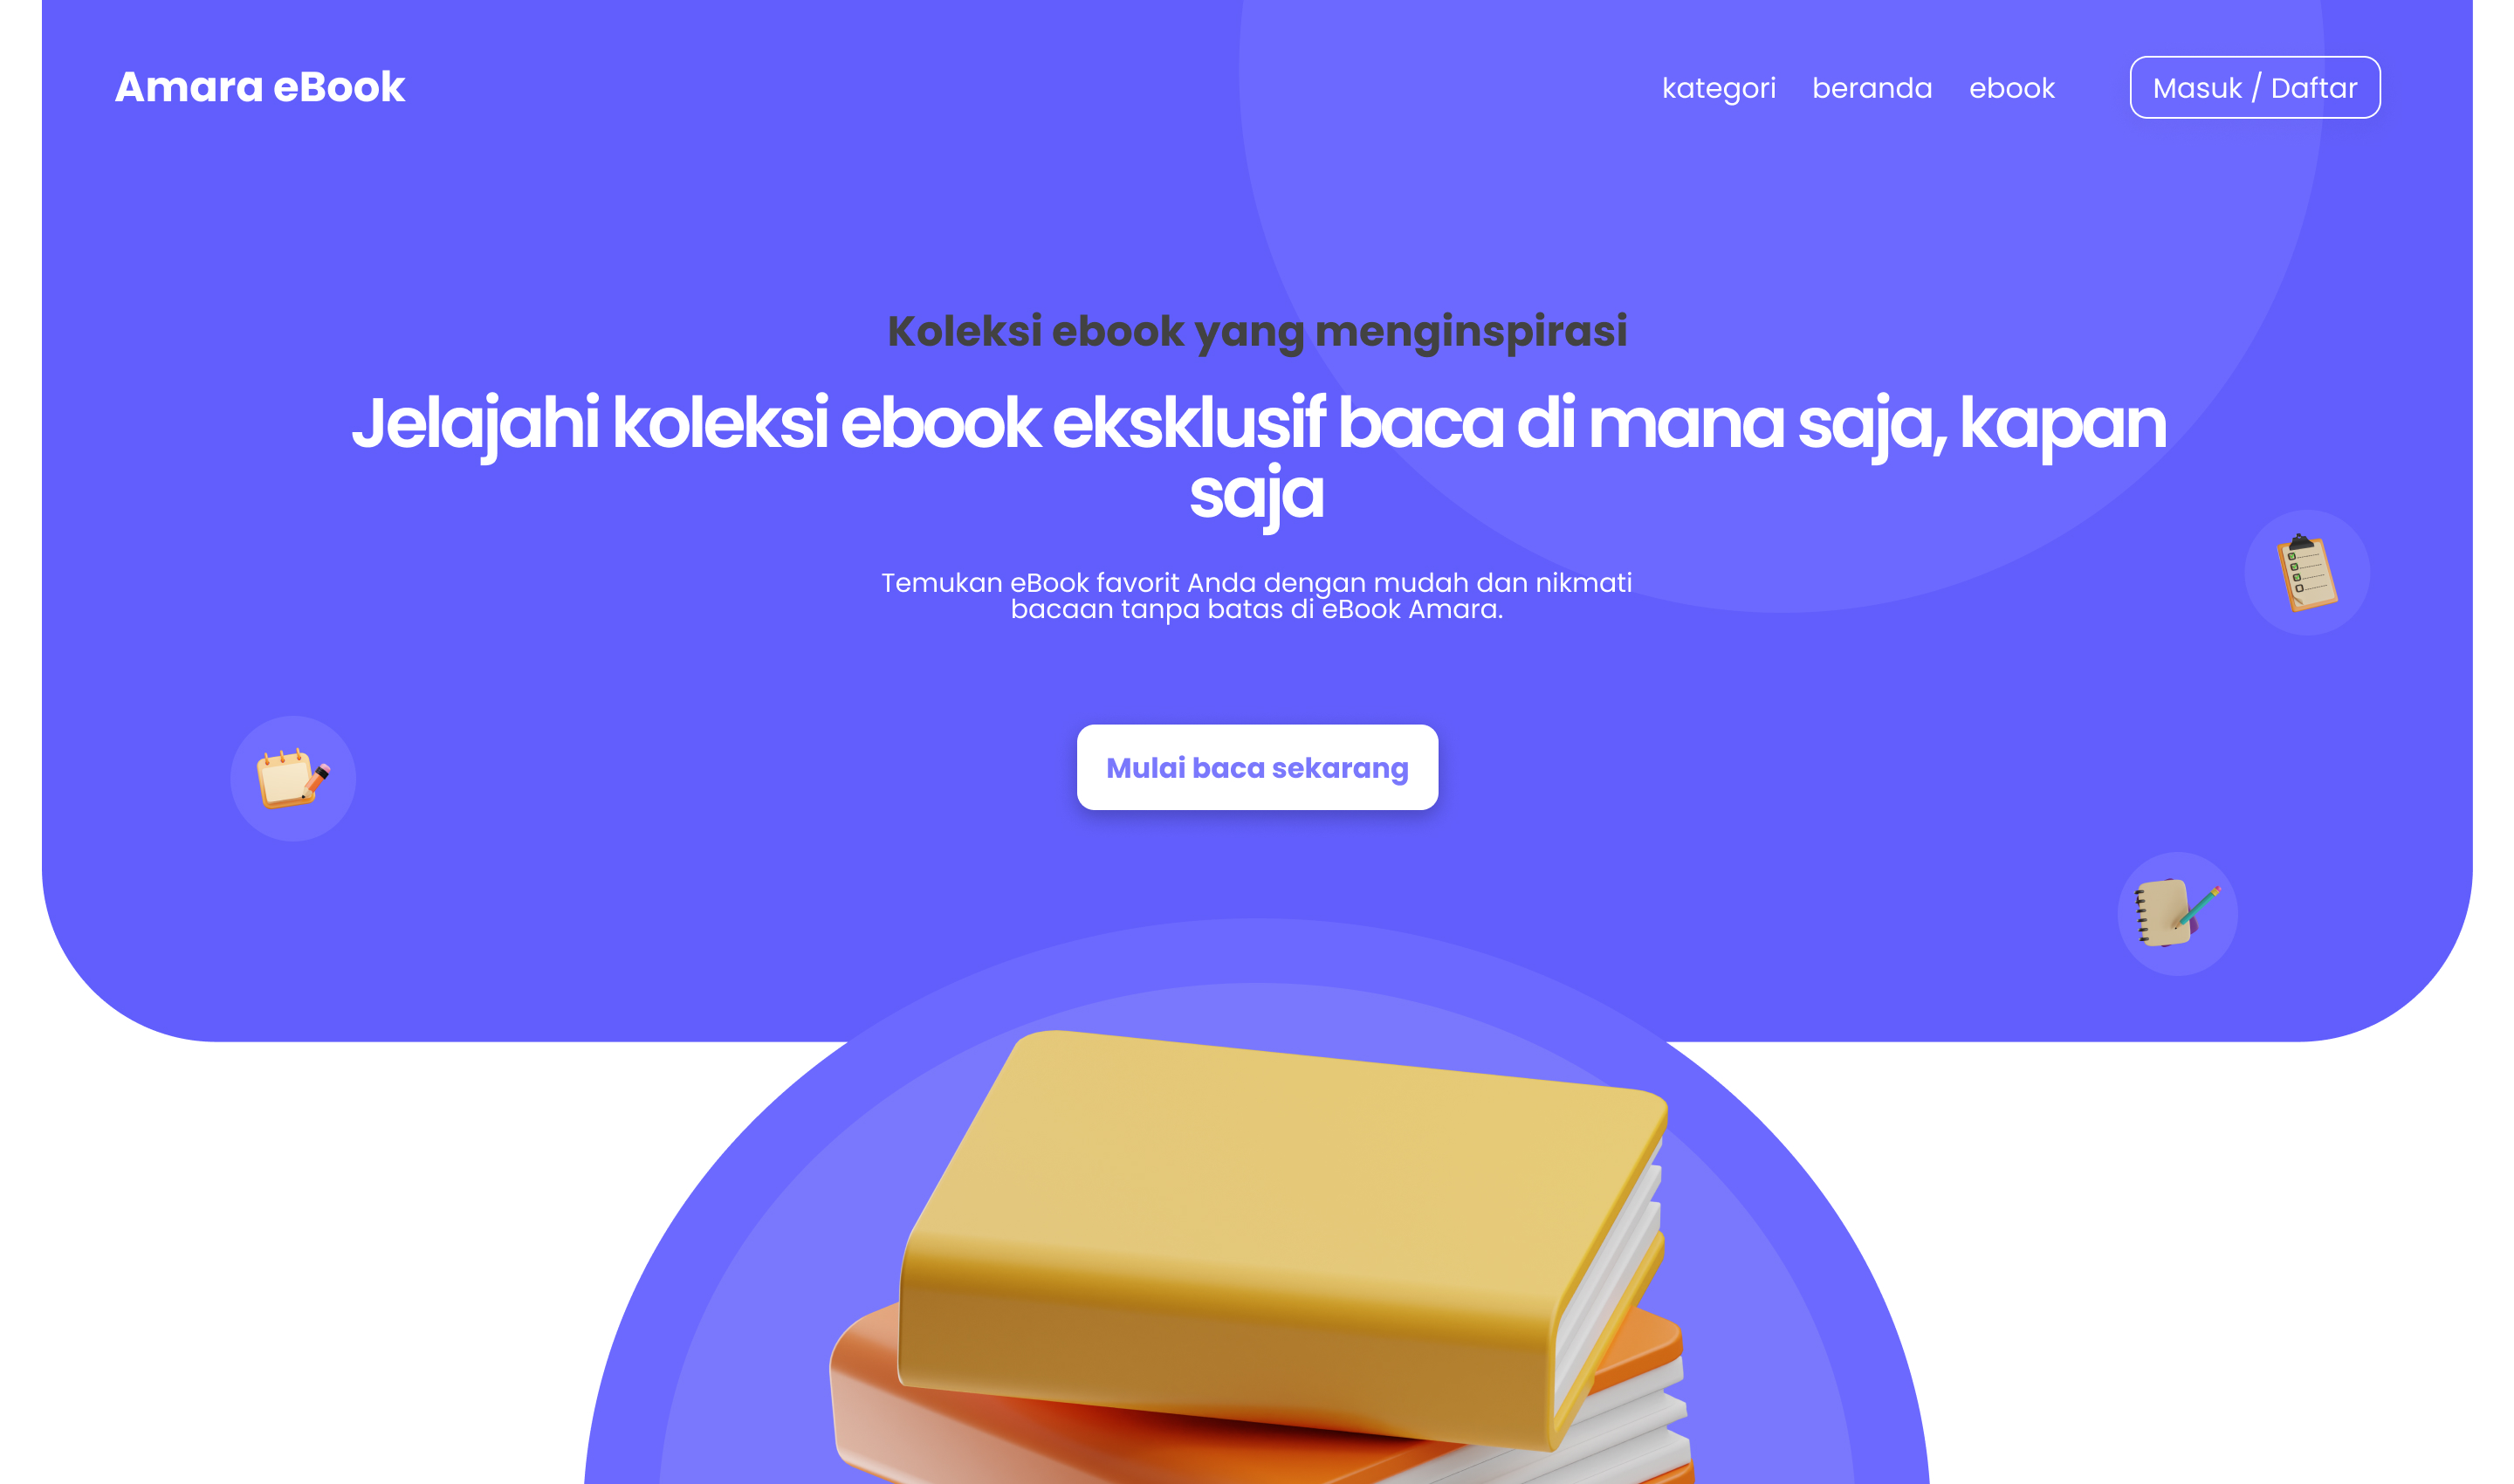 Amara eBook
kategori beranda ebook Masuk / Daftar
Koleksi ebook yang menginspirasi
Jelajahi koleksi ebook eksklusif baca di mana saja, kapan
saja
Temukan eBook favorit Anda dengan mudah dan nikmati
bacaan tanpa batas di eBook Amara.
Mulai baca sekarang